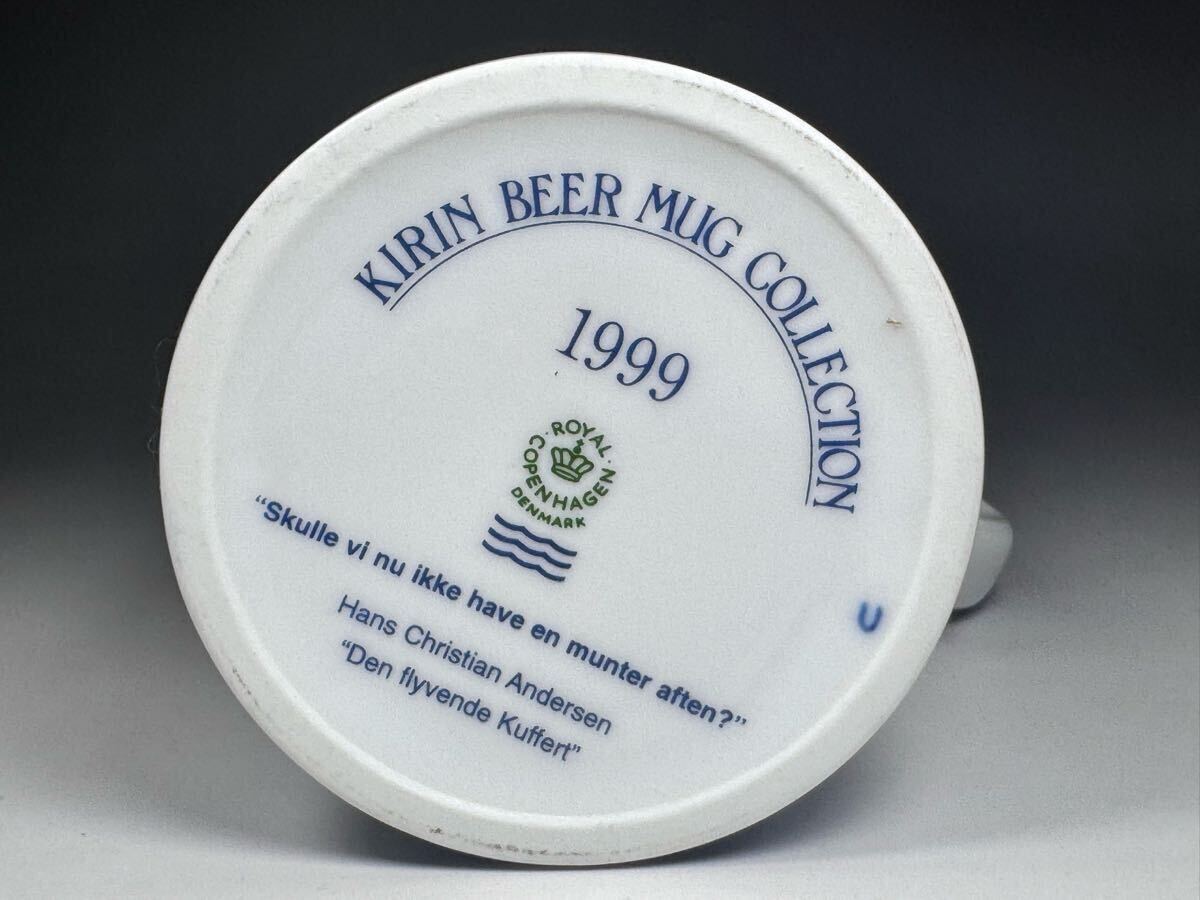 KIRIN BEER MUG COLLECTION
1999
· ROYAL · COPENHAGEN
DENMARK
“Skulle vi nu ikke have en munter aften?”
Hans Christian Andersen
“Den flyvende Kuffert”
U